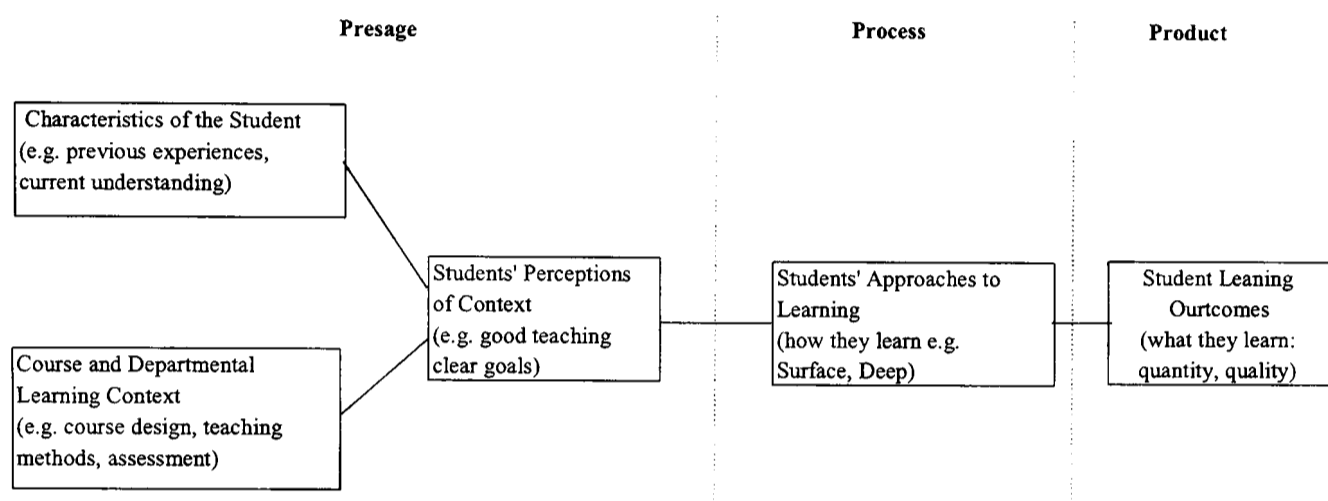 Presage
Process
Product
Characteristics of the Student
(e.g. previous experiences,
current understanding)
Students' Perceptions
of Context
(e.g. good teaching
clear goals)
Course and Departmental
Learning Context
(e.g. course design, teaching
methods, assessment)
Students' Approaches to
Learning
(how they learn e.g.
Surface, Deep)
Student Leaning
Ourtcomes
(what they learn:
quantity, quality)